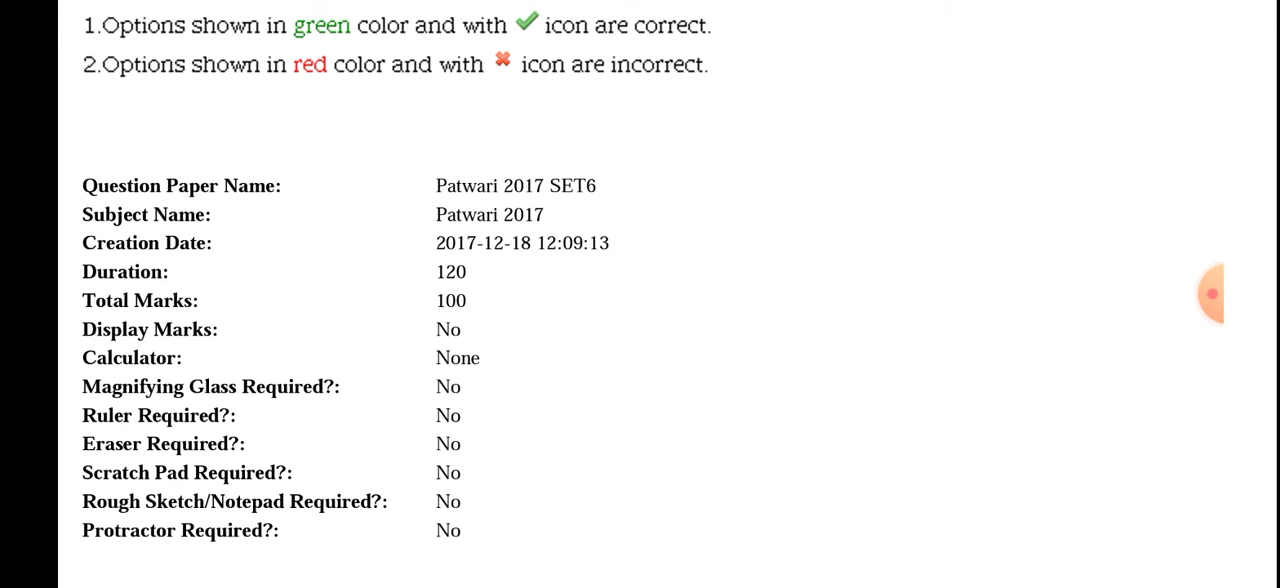 1.Options shown in green color and with icon are correct.
2.Options shown in red color and with icon are incorrect.
Question Paper Name: Patwari 2017 SET6
Subject Name: Patwari 2017
Creation Date: 2017-12-18 12:09:13
Duration: 120
Total Marks: 100
Display Marks: No
Calculator: None
Magnifying Glass Required?: No
Ruler Required?: No
Eraser Required?: No
Scratch Pad Required?: No
Rough Sketch/Notepad Required?: No
Protractor Required?: No